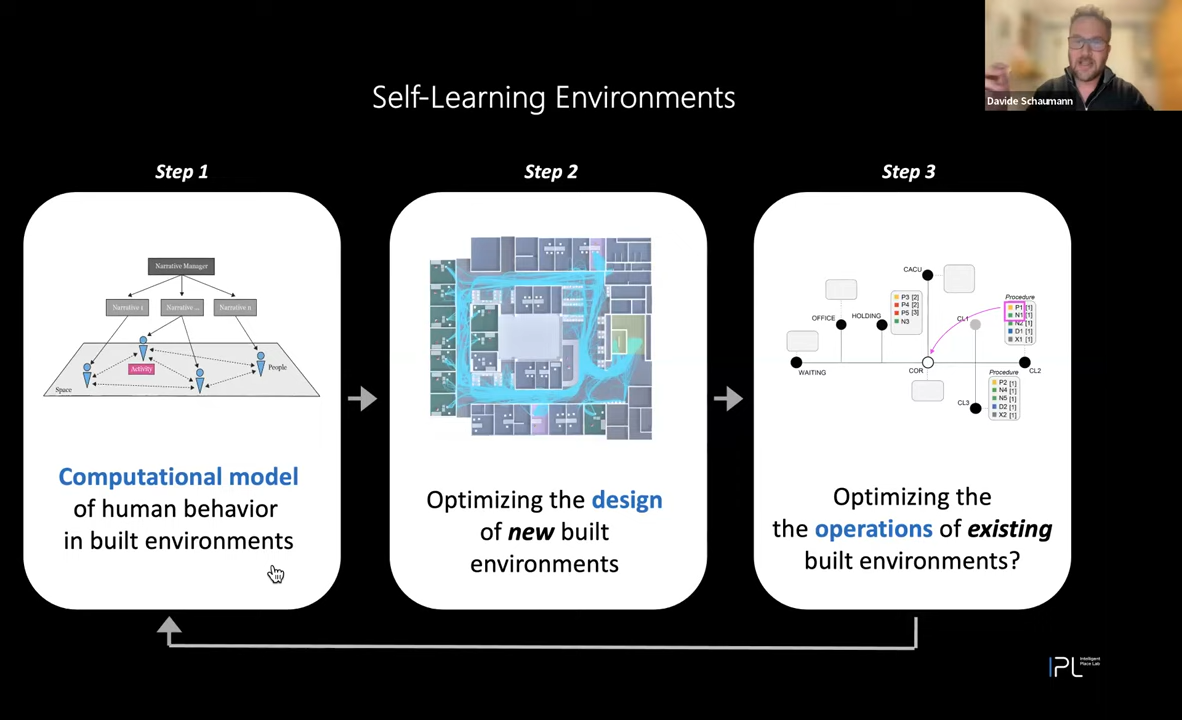 Davide Schaumann
Self-Learning Environments
Step 1
Step 2
Step 3
Narrative Manager
Narrative 1
Narrative ...
Narrative n
Activity
People
Space
Computational model
of human behavior
in built environments
Optimizing the design
of new built
environments
CACU
P3 [2]
P4 [2]
P5 [3]
N3
OFFICE
HOLDING
CL1
Procedure
P1 [1]
N1 [1]
N2 [1]
D1 [1]
X1 [1]
WAITING
COR
CL2
Procedure
P2 [1]
N4 [1]
N5 [1]
D2 [1]
X2 [1]
CL3
Optimizing the
the operations of existing
built environments?
IPL
Intelligent
Place Lab